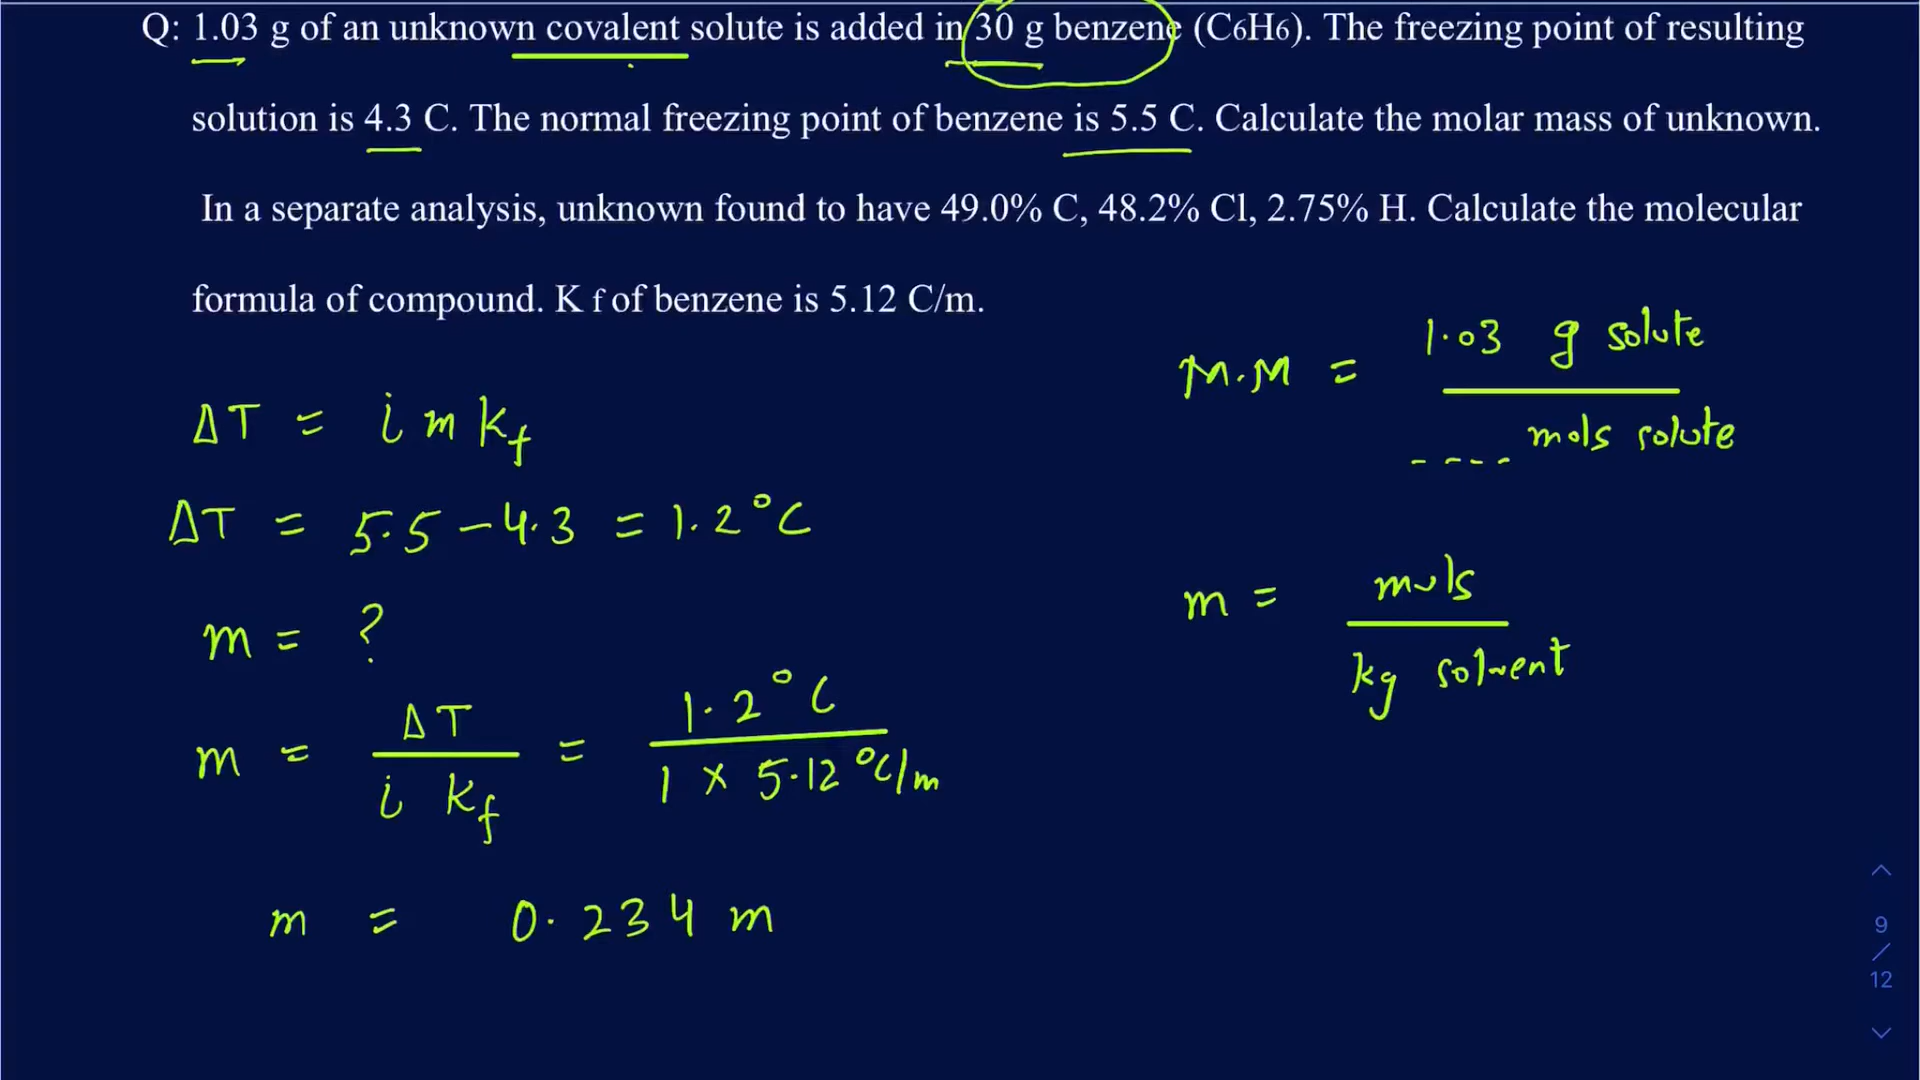 Q: 1.03 g of an unknown covalent solute is added in 30 g benzene (C6H6). The freezing point of resulting
solution is 4.3 C. The normal freezing point of benzene is 5.5 C. Calculate the molar mass of unknown.
In a separate analysis, unknown found to have 49.0% C, 48.2% Cl, 2.75% H. Calculate the molecular
formula of compound. K f of benzene is 5.12 C/m.
ΔT = i m kf
ΔT = 5.5 - 4.3 = 1.2 °C
m = ?
m = ΔT / i kf = 1.2 °C / 1 x 5.12 °C/m
m = 0.234 m
M.M = 1.03 g solute / ---- mols solute
m = mols / kg solvent
9
/
12